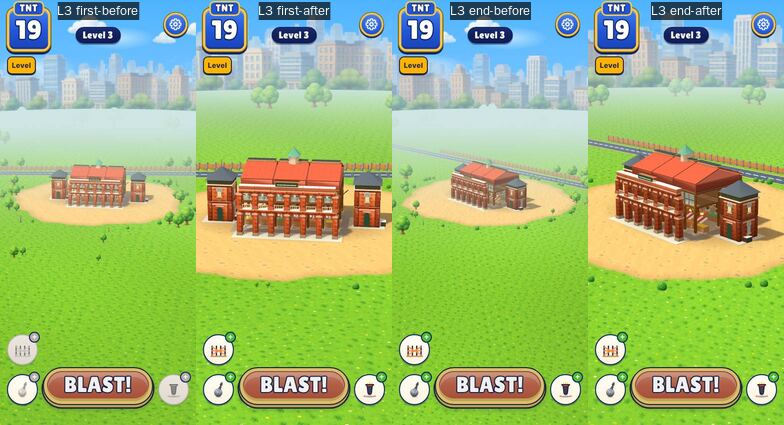 L3 first-before
TNT
19
Level 3
Level
BLAST!
L3 first-after
TNT
19
Level 3
Level
BLAST!
L3 end-before
TNT
19
Level 3
Level
BLAST!
L3 end-after
TNT
19
Level 3
Level
BLAST!